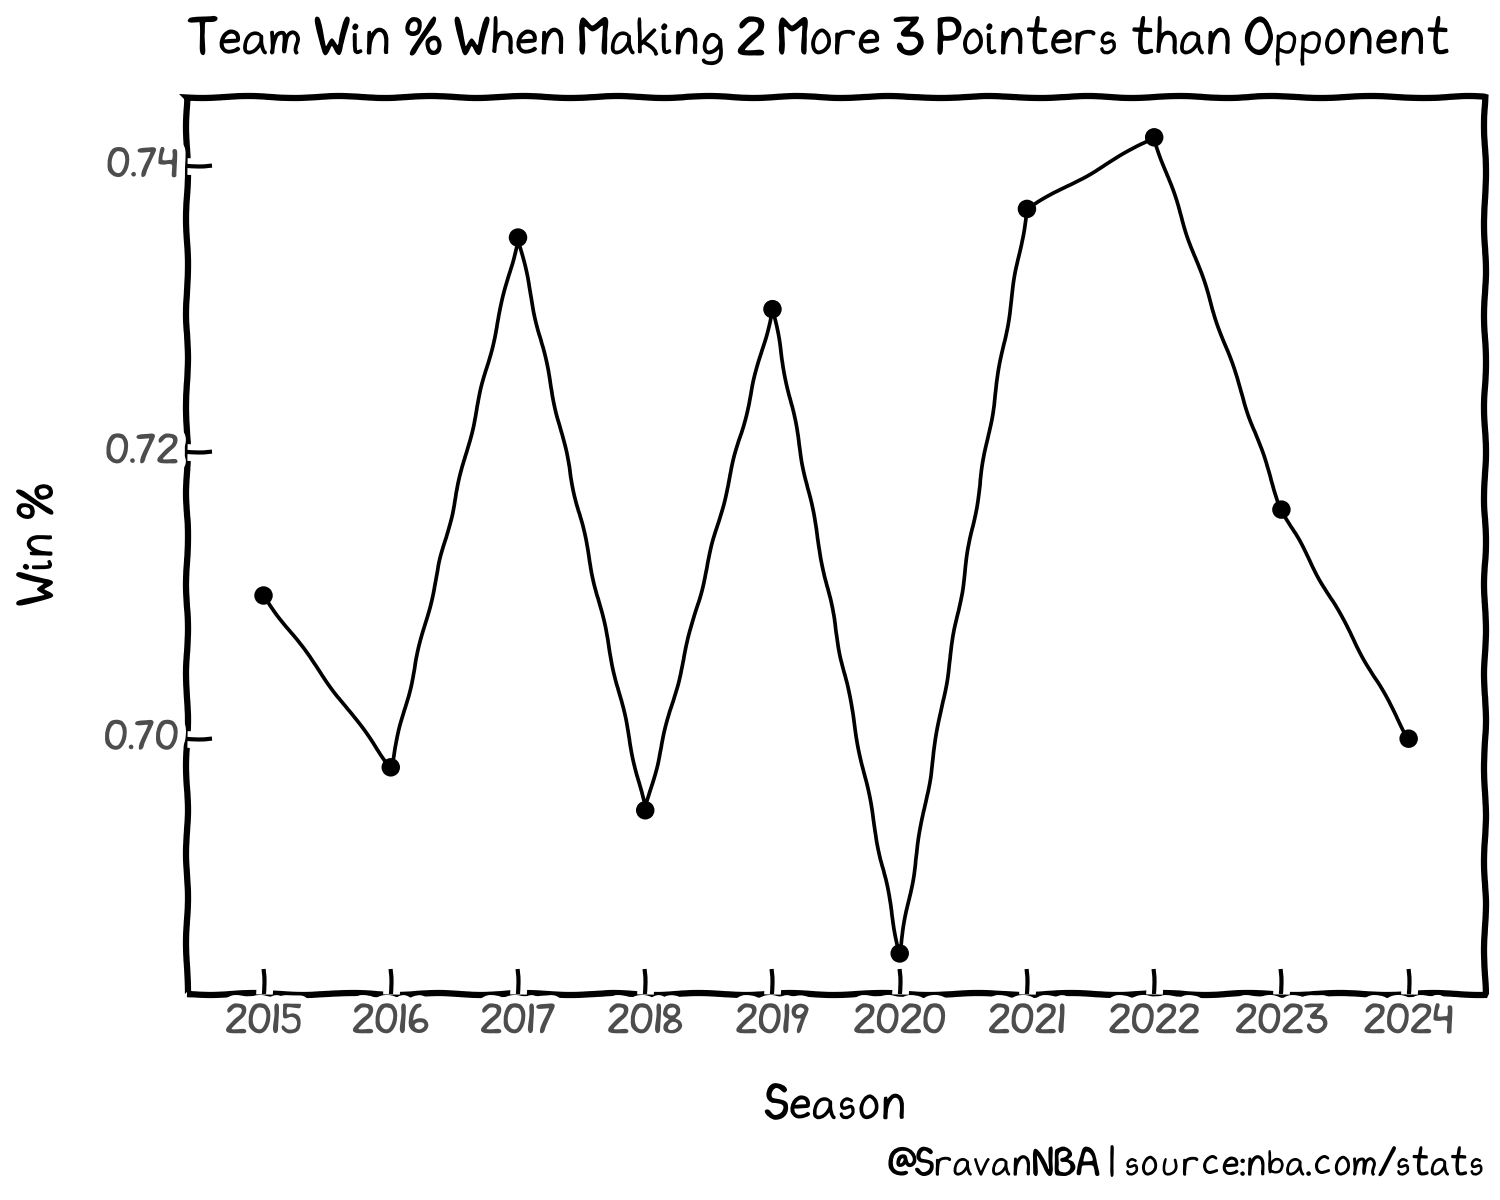 Team Win % When Making 2 More 3 Pointers than Opponent
0.74
0.72
0.70
Win %
2015 2016 2017 2018 2019 2020 2021 2022 2023 2024
Season
@SravanNBA | source:nba.com/stats